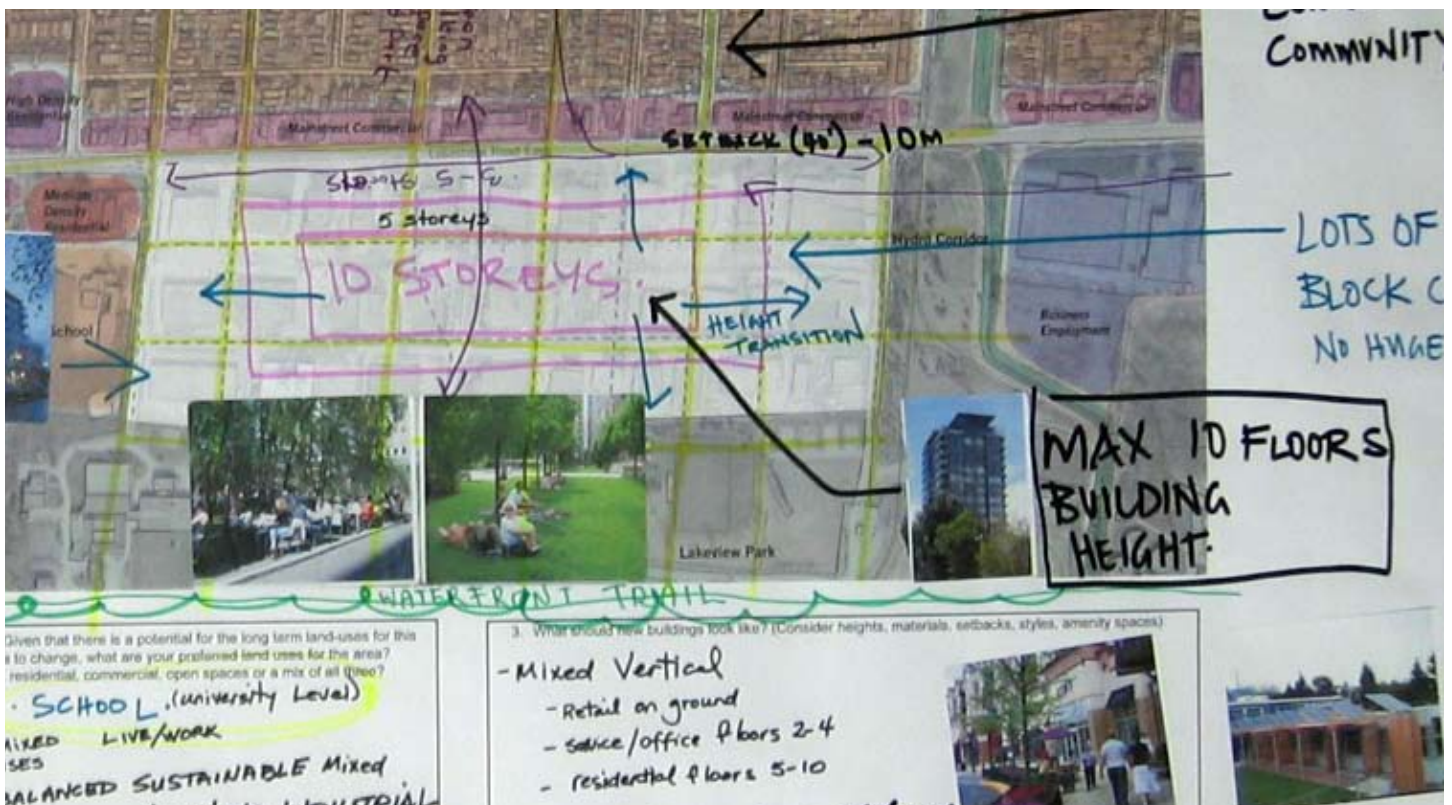 COMMUNITY
High Density
Residential
Mainstreet Commercial
Mainstreet Commercial
Mainstreet Commercial
SETBACK (40') - 10M
5 storeys
Medium
Density
Residential
10 STOREYS.
Hydro Corridor
LOTS OF
BLOCK C
NO HUGE
School
HEIGHT
TRANSITION
Business
Employment
MAX 10 FLOORS
BUILDING
HEIGHT.
Lakeview Park
WATERFRONT TRAIL
Given that there is a potential for the long term land-uses for this
to change, what are your preferred land uses for the area?
residential, commercial, open spaces or a mix of all three?
SCHOOL, (university Level)
MIXED LIVE/WORK
SES
BALANCED SUSTAINABLE Mixed
INDUSTRIAL
3. What should new buildings look like? (Consider heights, materials, setbacks, styles, amenity spaces)
- Mixed Vertical
- Retail on ground
- service/office floors 2-4
- residential floors 5-10